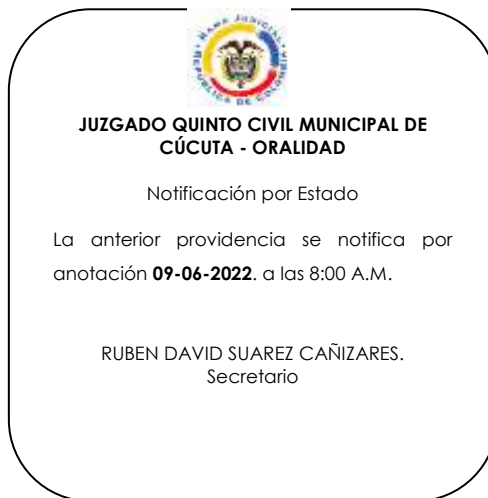 JUZGADO QUINTO CIVIL MUNICIPAL DE
CÚCUTA - ORALIDAD
Notificación por Estado
La anterior providencia se notifica por
anotación 09-06-2022. a las 8:00 A.M.
RUBEN DAVID SUAREZ CAÑIZARES.
Secretario